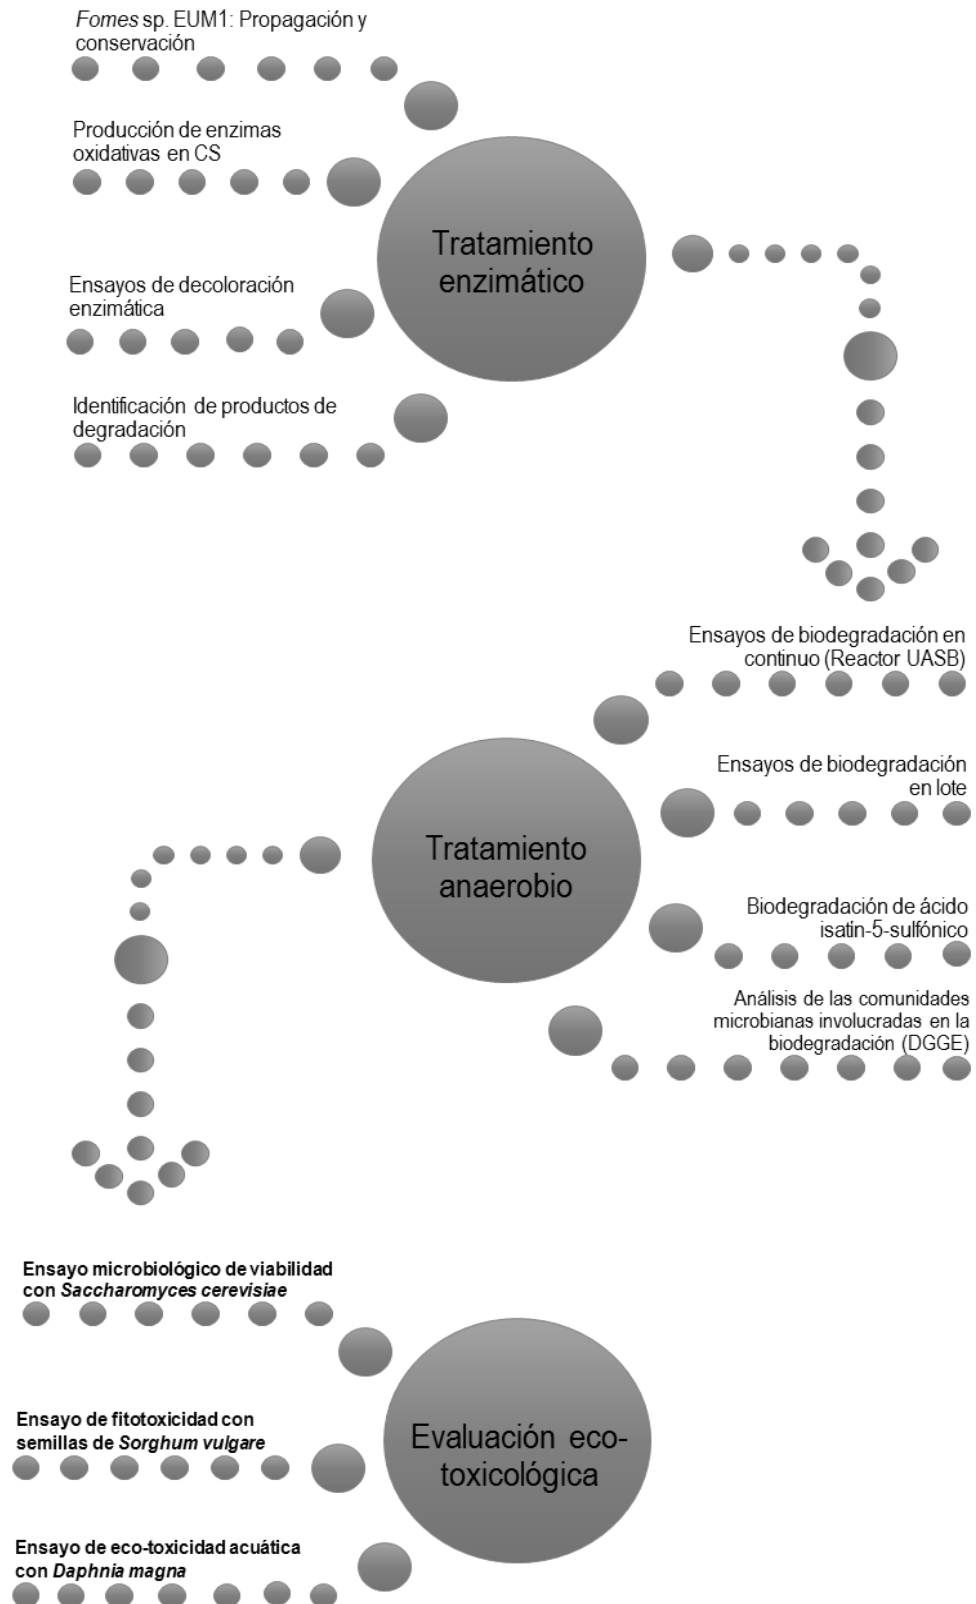 Fomes sp. EUM1: Propagación y
conservación
Producción de enzimas
oxidativas en CS
Tratamiento
enzimático
Ensayos de decoloración
enzimática
Identificación de productos de
degradación
Ensayos de biodegradación en
continuo (Reactor UASB)
Ensayos de biodegradación
en lote
Tratamiento
anaerobio
Biodegradación de ácido
isatín-5-sulfónico
Análisis de las comunidades
microbianas involucradas en la
biodegradación (DGGE)
Ensayo microbiológico de viabilidad
con Saccharomyces cerevisiae
Ensayo de fitotoxicidad con
semillas de Sorghum vulgare
Evaluación eco-
toxicológica
Ensayo de eco-toxicidad acuática
con Daphnia magna